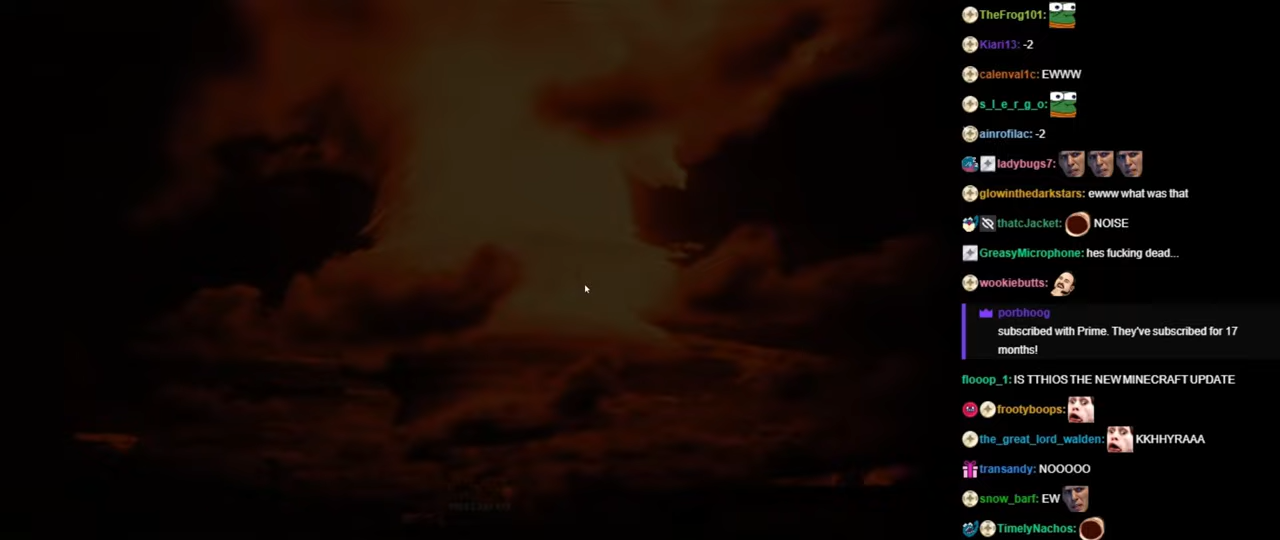 TheFrog101:
Kiari13: -2
calenval1c: EWWW
s_l_e_r_g_o:
ainrofilac: -2
ladybugs7:
glowinthedarkstars: ewww what was that
thatcJacket: NOISE
GreasyMicrophone: hes fucking dead...
wookiebutts:
porbhoog
subscribed with Prime. They've subscribed for 17
months!
flooop_1: IS TTHIOS THE NEW MINECRAFT UPDATE
frootyboops:
the_great_lord_walden: KKHHYRAAA
transandy: NOOOOO
snow_barf: EW
TimelyNachos: